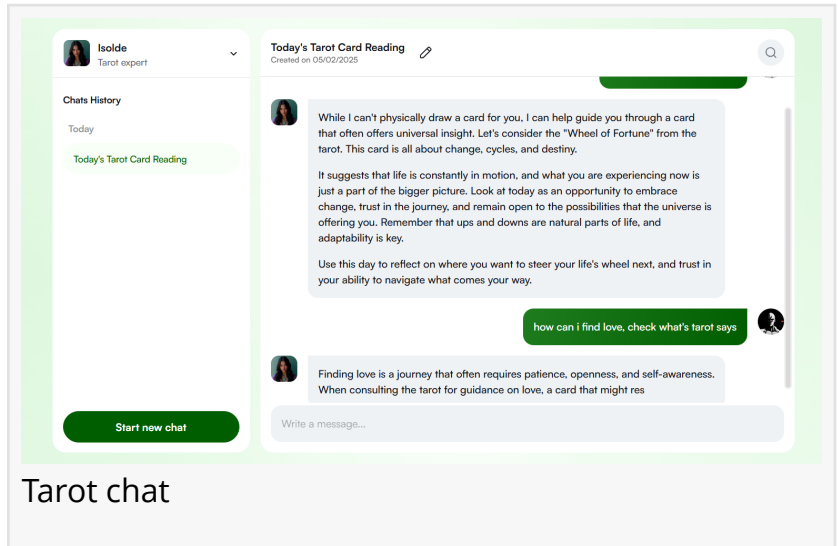 Isolde
Tarot expert
Chats History
Today
Today's Tarot Card Reading
Start new chat
Today's Tarot Card Reading
Created on 05/02/2025
While I can't physically draw a card for you, I can help guide you through a card
that often offers universal insight. Let's consider the "Wheel of Fortune" from the
tarot. This card is all about change, cycles, and destiny.
It suggests that life is constantly in motion, and what you are experiencing now is
just a part of the bigger picture. Look at today as an opportunity to embrace
change, trust in the journey, and remain open to the possibilities that the universe is
offering you. Remember that ups and downs are natural parts of life, and
adaptability is key.
Use this day to reflect on where you want to steer your life's wheel next, and trust in
your ability to navigate what comes your way.
how can i find love, check what's tarot says
Finding love is a journey that often requires patience, openness, and self-awareness.
When consulting the tarot for guidance on love, a card that might res
Write a message...
Tarot chat